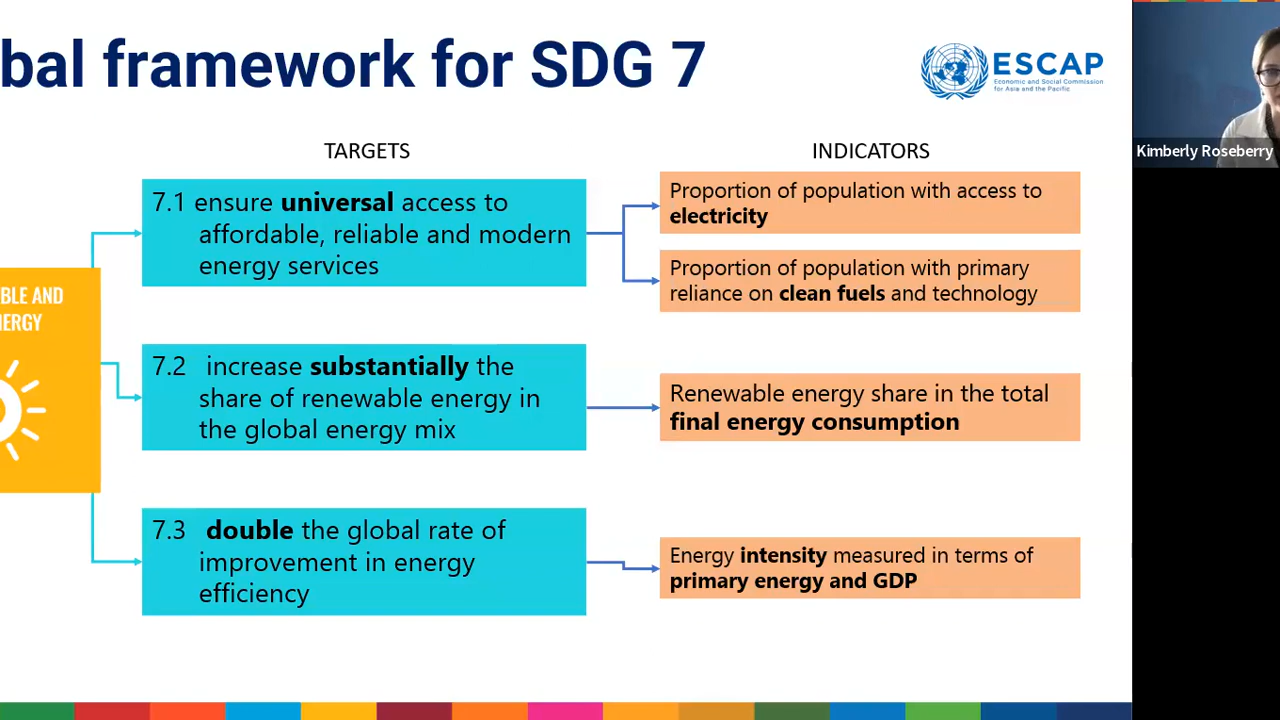 bal framework for SDG 7
ESCAP
Economic and Social Commission
for Asia and the Pacific
Kimberly Roseberry
TARGETS
INDICATORS
7.1 ensure universal access to
affordable, reliable and modern
energy services
Proportion of population with access to
electricity
Proportion of population with primary
reliance on clean fuels and technology
BLE AND
NERGY
7.2 increase substantially the
share of renewable energy in
the global energy mix
Renewable energy share in the total
final energy consumption
7.3 double the global rate of
improvement in energy
efficiency
Energy intensity measured in terms of
primary energy and GDP